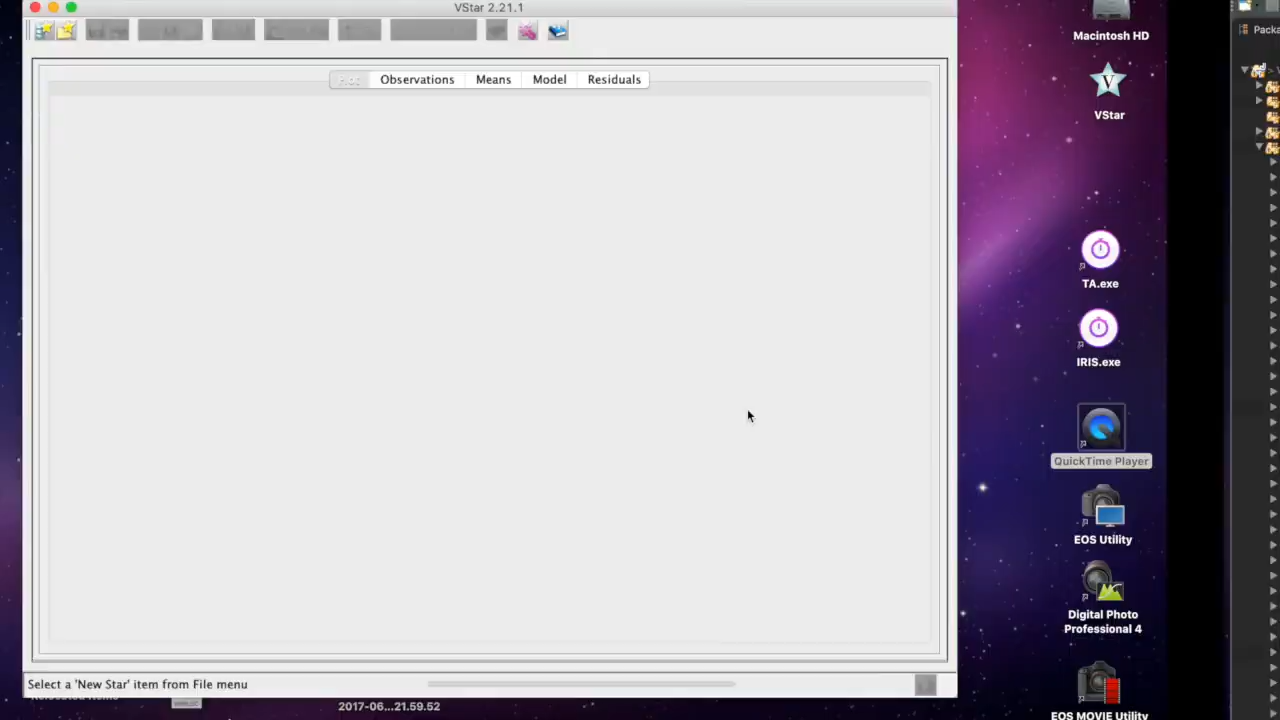 VStar 2.21.1
Observations
Means
Model
Residuals
Select a 'New Star' item from File menu
2017-06...21.59.52
Macintosh HD
V
VStar
TA.exe
IRIS.exe
QuickTime Player
EOS Utility
Digital Photo
Professional 4
EOS MOVIE Utility
Packa